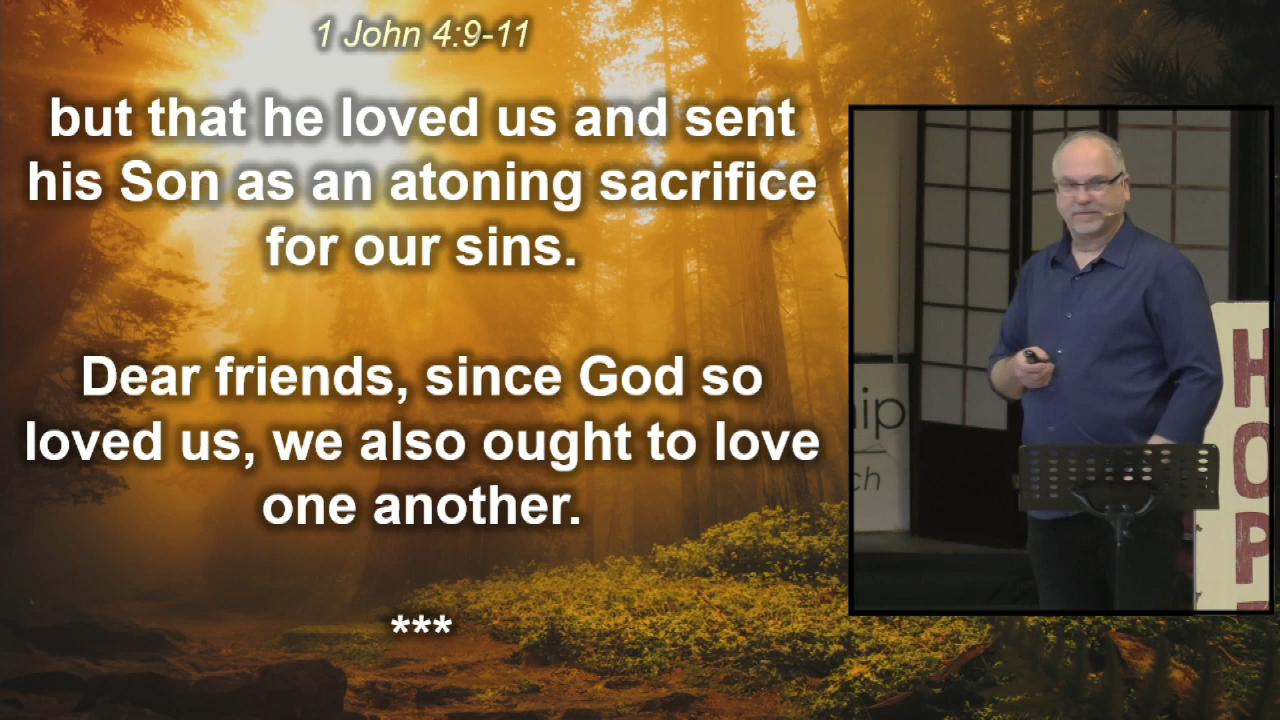 1 John 4:9-11
but that he loved us and sent
his Son as an atoning sacrifice
for our sins.
Dear friends, since God so
loved us, we also ought to love
one another.
***
HOPE